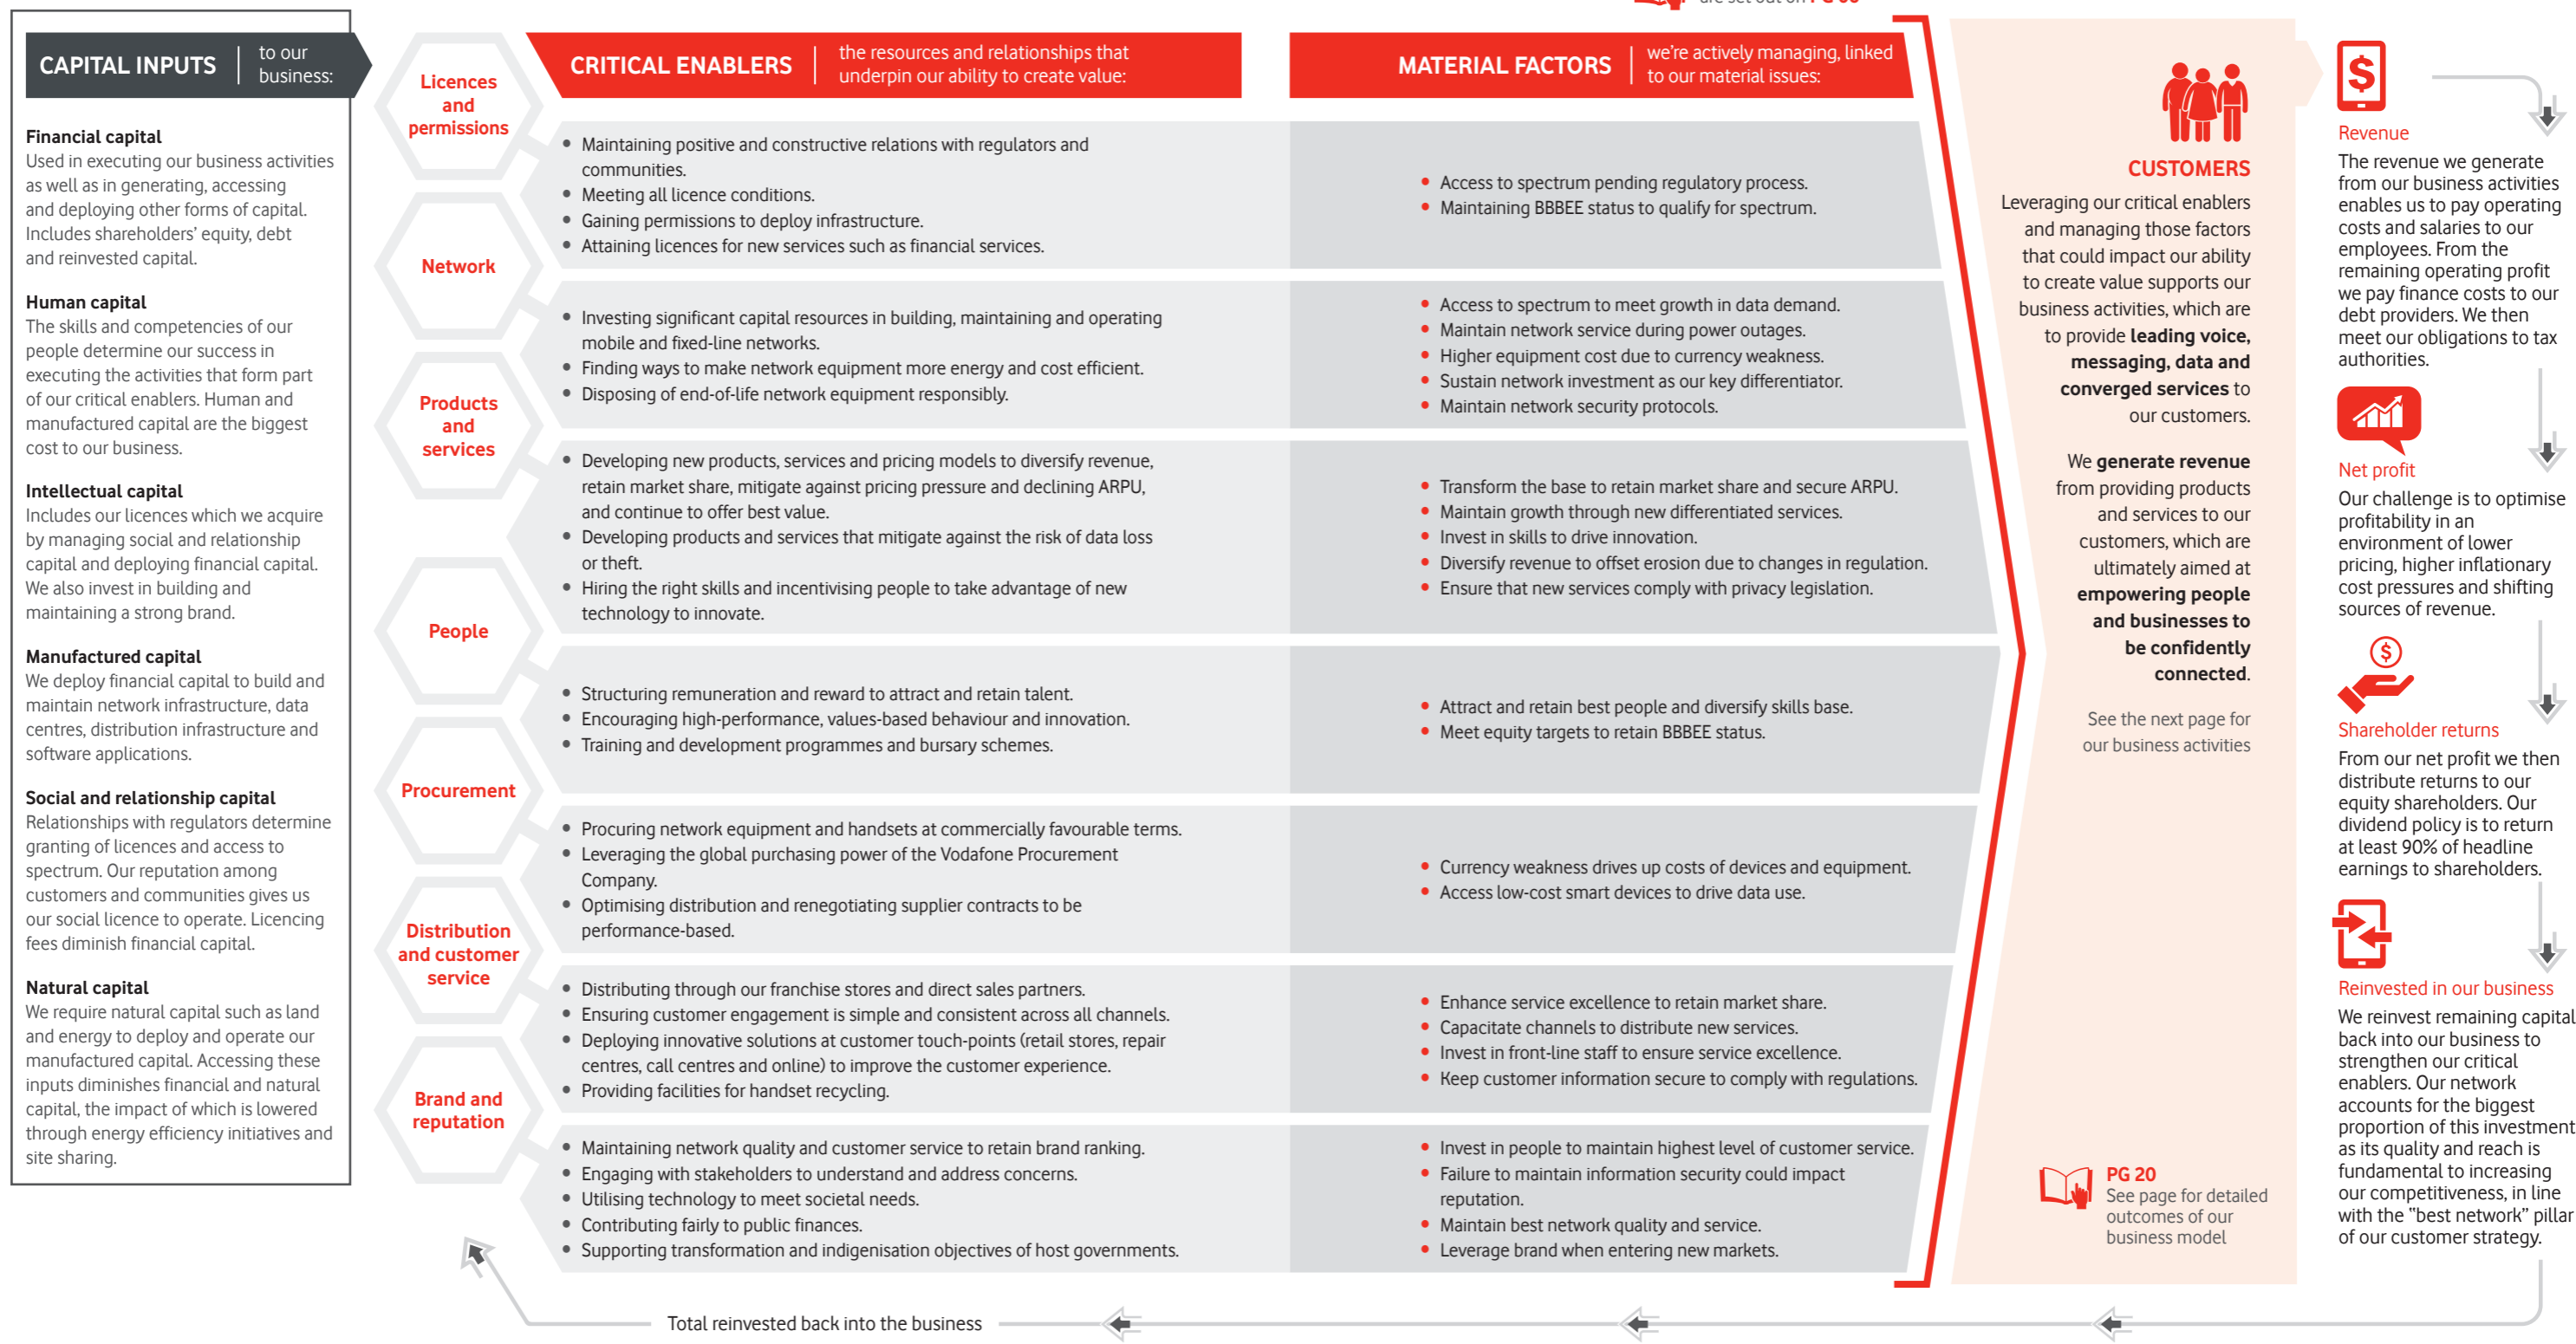 are set out on PG
CAPITAL INPUTS
to our
business:
Financial capital
Used in executing our business activities
as well as in generating, accessing
and deploying other forms of capital.
Includes shareholders' equity, debt
and reinvested capital.
Human capital
The skills and competencies of our
people determine our success in
executing the activities that form part
of our critical enablers. Human and
manufactured capital are the biggest
cost to our business.
Intellectual capital
Includes our licences which we acquire
by managing social and relationship
capital and deploying financial capital.
We also invest in building and
maintaining a strong brand.
Manufactured capital
We deploy financial capital to build and
maintain network infrastructure, data
centres, distribution infrastructure and
software applications.
Social and relationship capital
Relationships with regulators determine
granting of licences and access to
spectrum. Our reputation among
customers and communities gives us
our social licence to operate. Licencing
fees diminish financial capital.
Natural capital
We require natural capital such as land
and energy to deploy and operate our
manufactured capital. Accessing these
inputs diminishes financial and natural
capital, the impact of which is lowered
through energy efficiency initiatives and
site sharing.
CRITICAL ENABLERS
the resources and relationships that
underpin our ability to create value:
MATERIAL FACTORS
we're actively managing, linked
to our material issues:
Licences
and
permissions
• Maintaining positive and constructive relations with regulators and
communities.
• Meeting all licence conditions.
• Gaining permissions to deploy infrastructure.
• Attaining licences for new services such as financial services.
• Access to spectrum pending regulatory process.
• Maintaining BBBEE status to qualify for spectrum.
Network
• Investing significant capital resources in building, maintaining and operating
mobile and fixed-line networks.
• Finding ways to make network equipment more energy and cost efficient.
• Disposing of end-of-life network equipment responsibly.
• Access to spectrum to meet growth in data demand.
• Maintain network service during power outages.
• Higher equipment cost due to currency weakness.
• Sustain network investment as our key differentiator.
• Maintain network security protocols.
Products
and
services
• Developing new products, services and pricing models to diversify revenue,
retain market share, mitigate against pricing pressure and declining ARPU,
and continue to offer best value.
• Developing products and services that mitigate against the risk of data loss
or theft.
• Hiring the right skills and incentivising people to take advantage of new
technology to innovate.
• Transform the base to retain market share and secure ARPU.
• Maintain growth through new differentiated services.
• Invest in skills to drive innovation.
• Diversify revenue to offset erosion due to changes in regulation.
• Ensure that new services comply with privacy legislation.
People
• Structuring remuneration and reward to attract and retain talent.
• Encouraging high-performance, values-based behaviour and innovation.
• Training and development programmes and bursary schemes.
• Attract and retain best people and diversify skills base.
• Meet equity targets to retain BBBEE status.
Procurement
• Procuring network equipment and handsets at commercially favourable terms.
• Leveraging the global purchasing power of the Vodafone Procurement
Company.
• Optimising distribution and renegotiating supplier contracts to be
performance-based.
• Currency weakness drives up costs of devices and equipment.
• Access low-cost smart devices to drive data use.
Distribution
and customer
service
• Distributing through our franchise stores and direct sales partners.
• Ensuring customer engagement is simple and consistent across all channels.
• Deploying innovative solutions at customer touch-points (retail stores, repair
centres, call centres and online) to improve the customer experience.
• Providing facilities for handset recycling.
• Enhance service excellence to retain market share.
• Capacitate channels to distribute new services.
• Invest in front-line staff to ensure service excellence.
• Keep customer information secure to comply with regulations.
Brand and
reputation
• Maintaining network quality and customer service to retain brand ranking.
• Engaging with stakeholders to understand and address concerns.
• Utilising technology to meet societal needs.
• Contributing fairly to public finances.
• Supporting transformation and indigenisation objectives of host governments.
• Invest in people to maintain highest level of customer service.
• Failure to maintain information security could impact
reputation.
• Maintain best network quality and service.
• Leverage brand when entering new markets.
CUSTOMERS
Leveraging our critical enablers
and managing those factors
that could impact our ability
to create value supports our
business activities, which are
to provide leading voice,
messaging, data and
converged services to
our customers.
We generate revenue
from providing products
and services to our
customers, which are
ultimately aimed at
empowering people
and businesses to
be confidently
connected.
See the next page for
our business activities
PG 20
See page for detailed
outcomes of our
business model
$
Revenue
The revenue we generate
from our business activities
enables us to pay operating
costs and salaries to our
employees. From the
remaining operating profit
we pay finance costs to our
debt providers. We then
meet our obligations to tax
authorities.
Net profit
Our challenge is to optimise
profitability in an
environment of lower
pricing, higher inflationary
cost pressures and shifting
sources of revenue.
$
Shareholder returns
From our net profit we then
distribute returns to our
equity shareholders. Our
dividend policy is to return
at least 90% of headline
earnings to shareholders.
Reinvested in our business
We reinvest remaining capital
back into our business to
strengthen our critical
enablers. Our network
accounts for the biggest
proportion of this investment
as its quality and reach is
fundamental to increasing
our competitiveness, in line
with the "best network" pillar
of our customer strategy.
Total reinvested back into the business